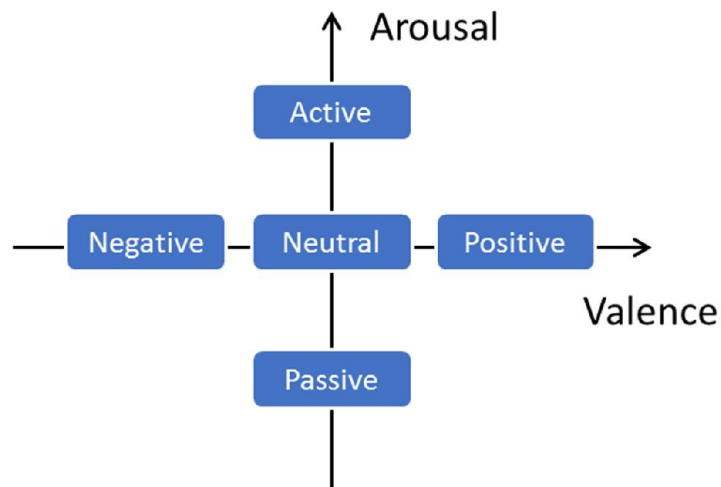 Arousal
Active
Negative Neutral Positive
Valence
Passive